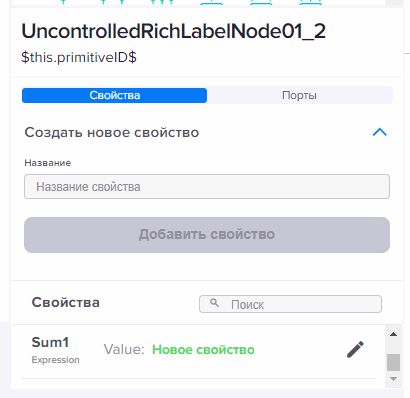 UncontrolledRichLabelNode01_2
$this.primitiveID$
Свойства Порты
Создать новое свойство
Название
Название свойства
Добавить свойство
Свойства Поиск
Sum1 Value: Новое свойство
Expression